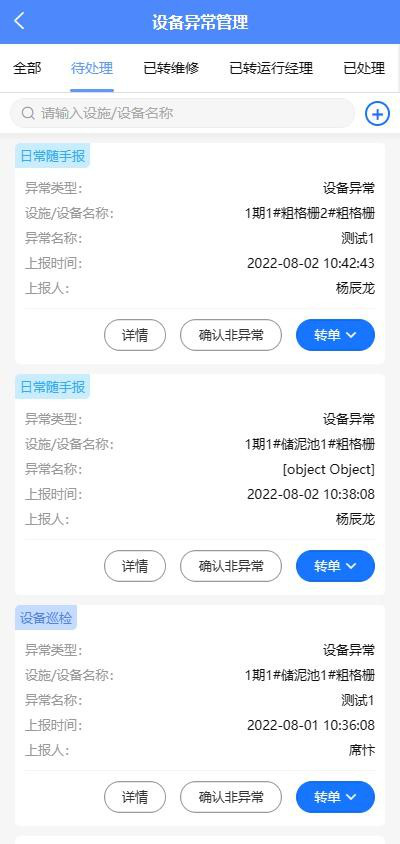 设备异常管理
全部 待处理 已转维修 已转运行经理 已处理
请输入设施/设备名称
日常随手报
异常类型: 设备异常
设施/设备名称: 1期1#粗格栅2#粗格栅
异常名称: 测试1
上报时间: 2022-08-02 10:42:43
上报人: 杨辰龙
详情 确认非异常 转单
日常随手报
异常类型: 设备异常
设施/设备名称: 1期1#储泥池1#粗格栅
异常名称: [object Object]
上报时间: 2022-08-02 10:38:08
上报人: 杨辰龙
详情 确认非异常 转单
设备巡检
异常类型: 设备异常
设施/设备名称: 1期1#储泥池1#粗格栅
异常名称: 测试1
上报时间: 2022-08-01 10:36:08
上报人: 席忭
详情 确认非异常 转单